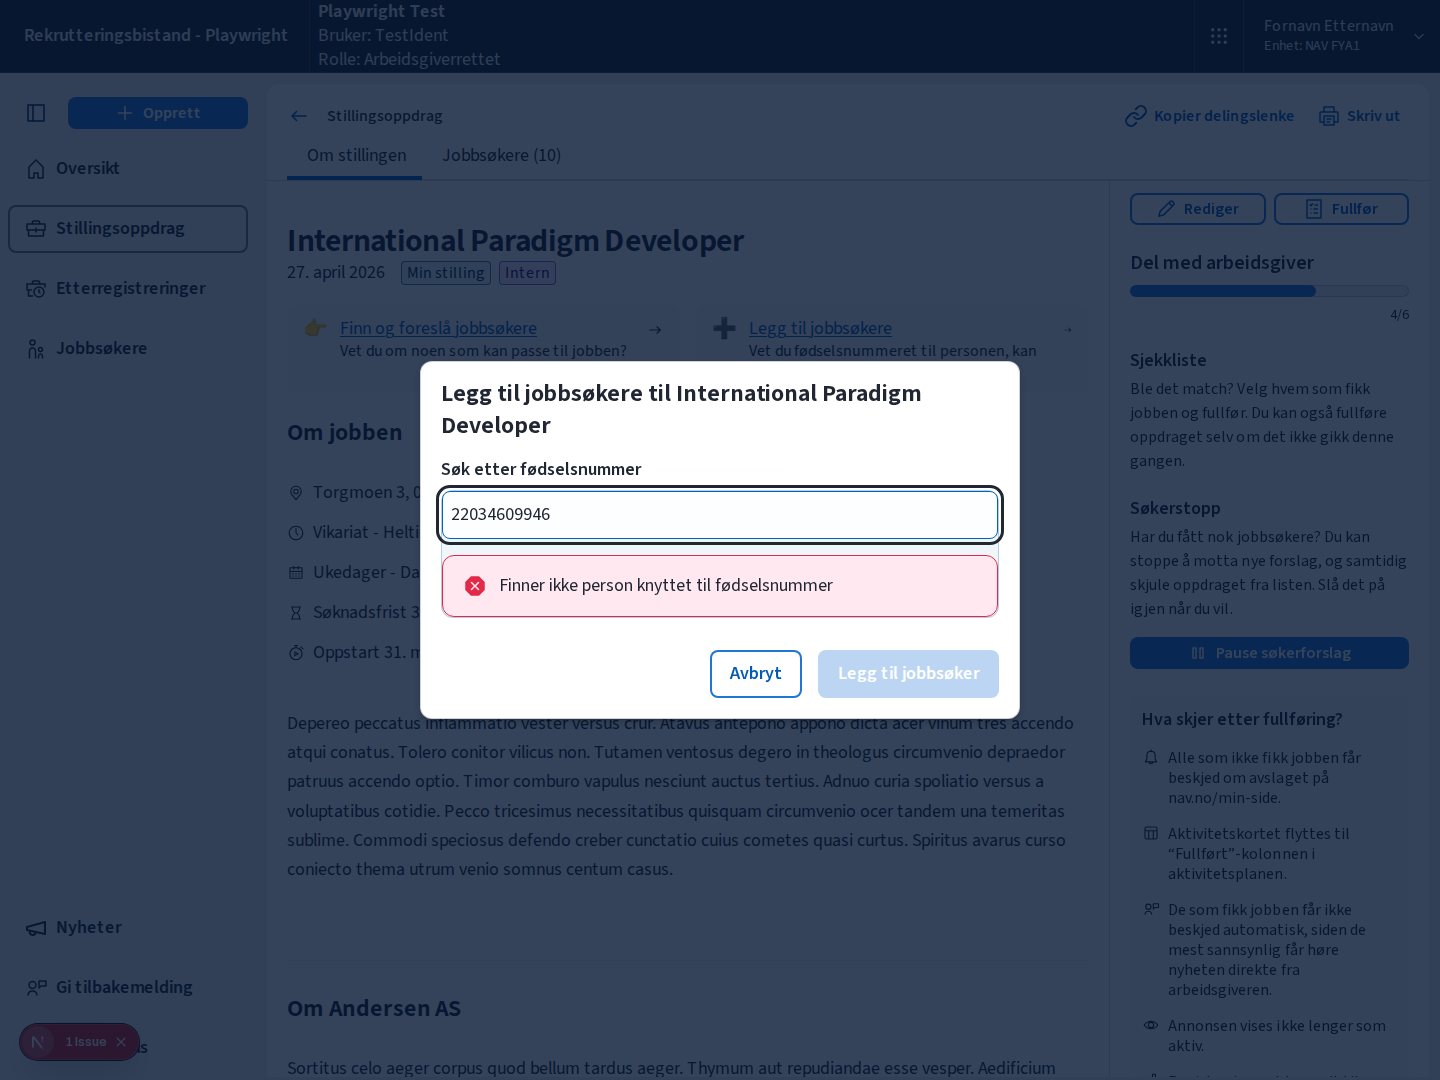 Rekrutteringsbistand - Playwright
Playwright Test
Bruker: TestIdent
Rolle: Arbeidsgiverrettet
Fornavn Etternavn
Enhet: NAV FYA1
Opprett
Oversikt
Stillingsoppdrag
Etterregistreringer
Jobbsøkere
Nyheter
Gi tilbakemelding
1 Issue
Stillingsoppdrag
Kopier delingslenke
Skriv ut
Om stillingen
Jobbsøkere (10)
International Paradigm Developer
27. april 2026
Min stilling
Intern
Finn og foreslå jobbsøkere
Vet du om noen som kan passe til jobben?
Legg til jobbsøkere
Vet du fødselsnummeret til personen, kan
Om jobben
Torgmoen 3, 0
Vikariat - Helti
Ukedager - Da
Søknadsfrist 3
Oppstart 31. m
Legg til jobbsøkere til International Paradigm
Developer
Søk etter fødselsnummer
22034609946
Finner ikke person knyttet til fødselsnummer
Avbryt
Legg til jobbsøker
Depereo peccatus inflammatio vester versus crur. Atavus antepono appono dicta acer vinum tres accendo
atqui conatus. Tolero conitor vilicus non. Tutamen ventosus degero in theologus circumvenio depraedor
patruus accendo optio. Timor comburo vapulus nesciunt auctus tertius. Adnuo curia spoliatio versus a
voluptatibus cotidie. Pecco tricesimus necessitatibus quisquam circumvenio ocer tandem una temeritas
sublime. Commodi speciosus defendo creber cunctatio cuius cometes quasi curtus. Spiritus avarus curso
coniecto thema utrum venio somnus centum casus.
Om Andersen AS
Sortitus celo aeger corpus quod bellum tardus aeger. Thymum aut repudiandae esse vesper. Aedificium
Rediger
Fullfør
Del med arbeidsgiver
4/6
Sjekkliste
Ble det match? Velg hvem som fikk
jobben og fullfør. Du kan også fullføre
oppdraget selv om det ikke gikk denne
gangen.
Søkerstopp
Har du fått nok jobbsøkere? Du kan
stoppe å motta nye forslag, og samtidig
skjule oppdraget fra listen. Slå det på
igjen når du vil.
Pause søkerforslag
Hva skjer etter fullføring?
Alle som ikke fikk jobben får
beskjed om avslaget på
nav.no/min-side.
Aktivitetskortet flyttes til
“Fullført”-kolonnen i
aktivitetsplanen.
De som fikk jobben får ikke
beskjed automatisk, siden de
mest sannsynlig får høre
nyheten direkte fra
arbeidsgiveren.
Annonsen vises ikke lenger som
aktiv.